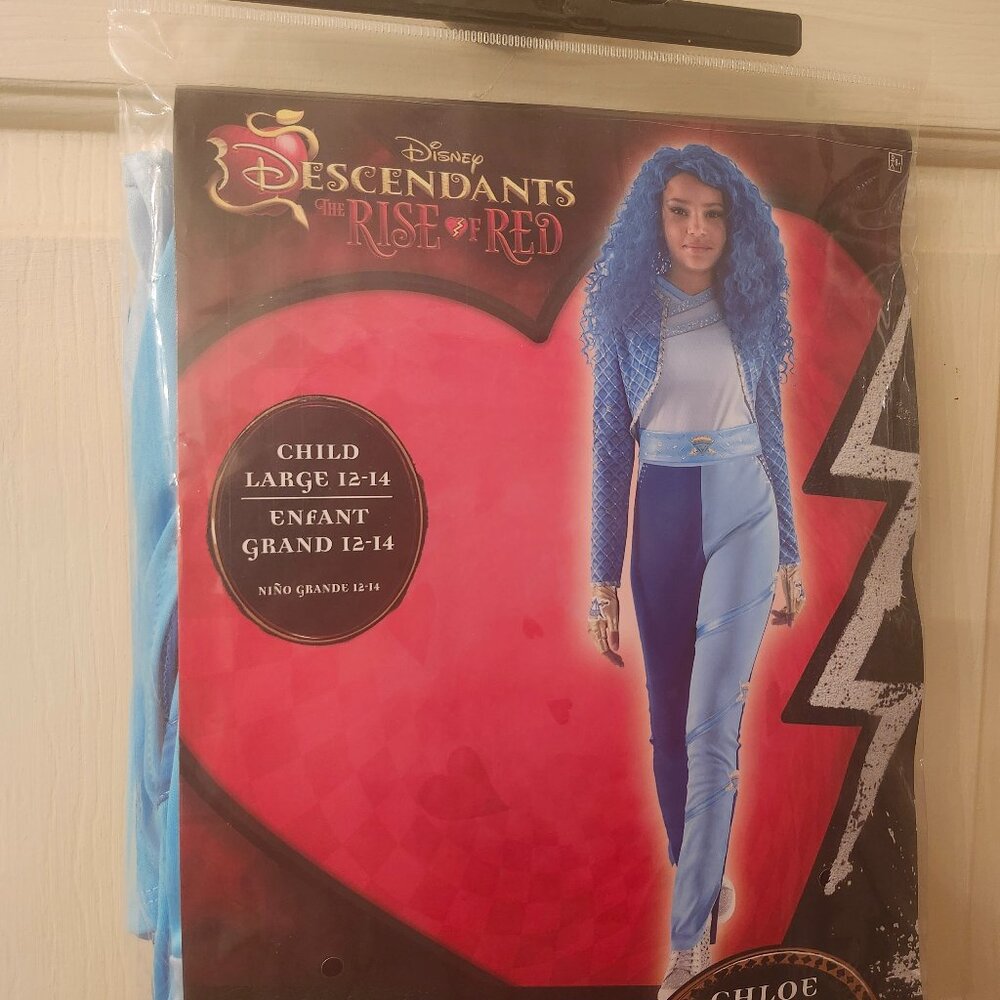 DISNEY
DESCENDANTS
THE RISE OF RED
CHILD
LARGE 12-14
ENFANT
GRAND 12-14
NIÑO GRANDE 12-14
CHLOE